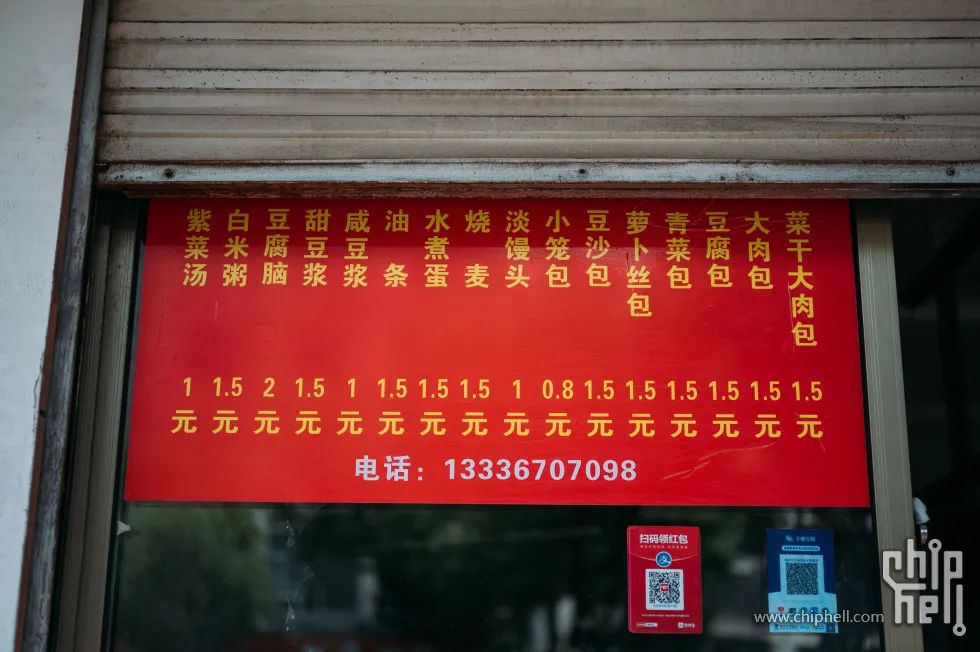 紫菜汤 1元
白米粥 1.5元
豆腐脑 2元
甜豆浆 1.5元
咸豆浆 1元
油条 1.5元
水煮蛋 1.5元
烧麦 1.5元
淡馒头 1元
小笼包 0.8元
豆沙包 1.5元
萝卜丝包 1.5元
青菜包 1.5元
豆腐包 1.5元
大肉包 1.5元
菜干大肉包 1.5元
电话：13336707098
扫码领红包
支
www.chiphell.com
chip
hell